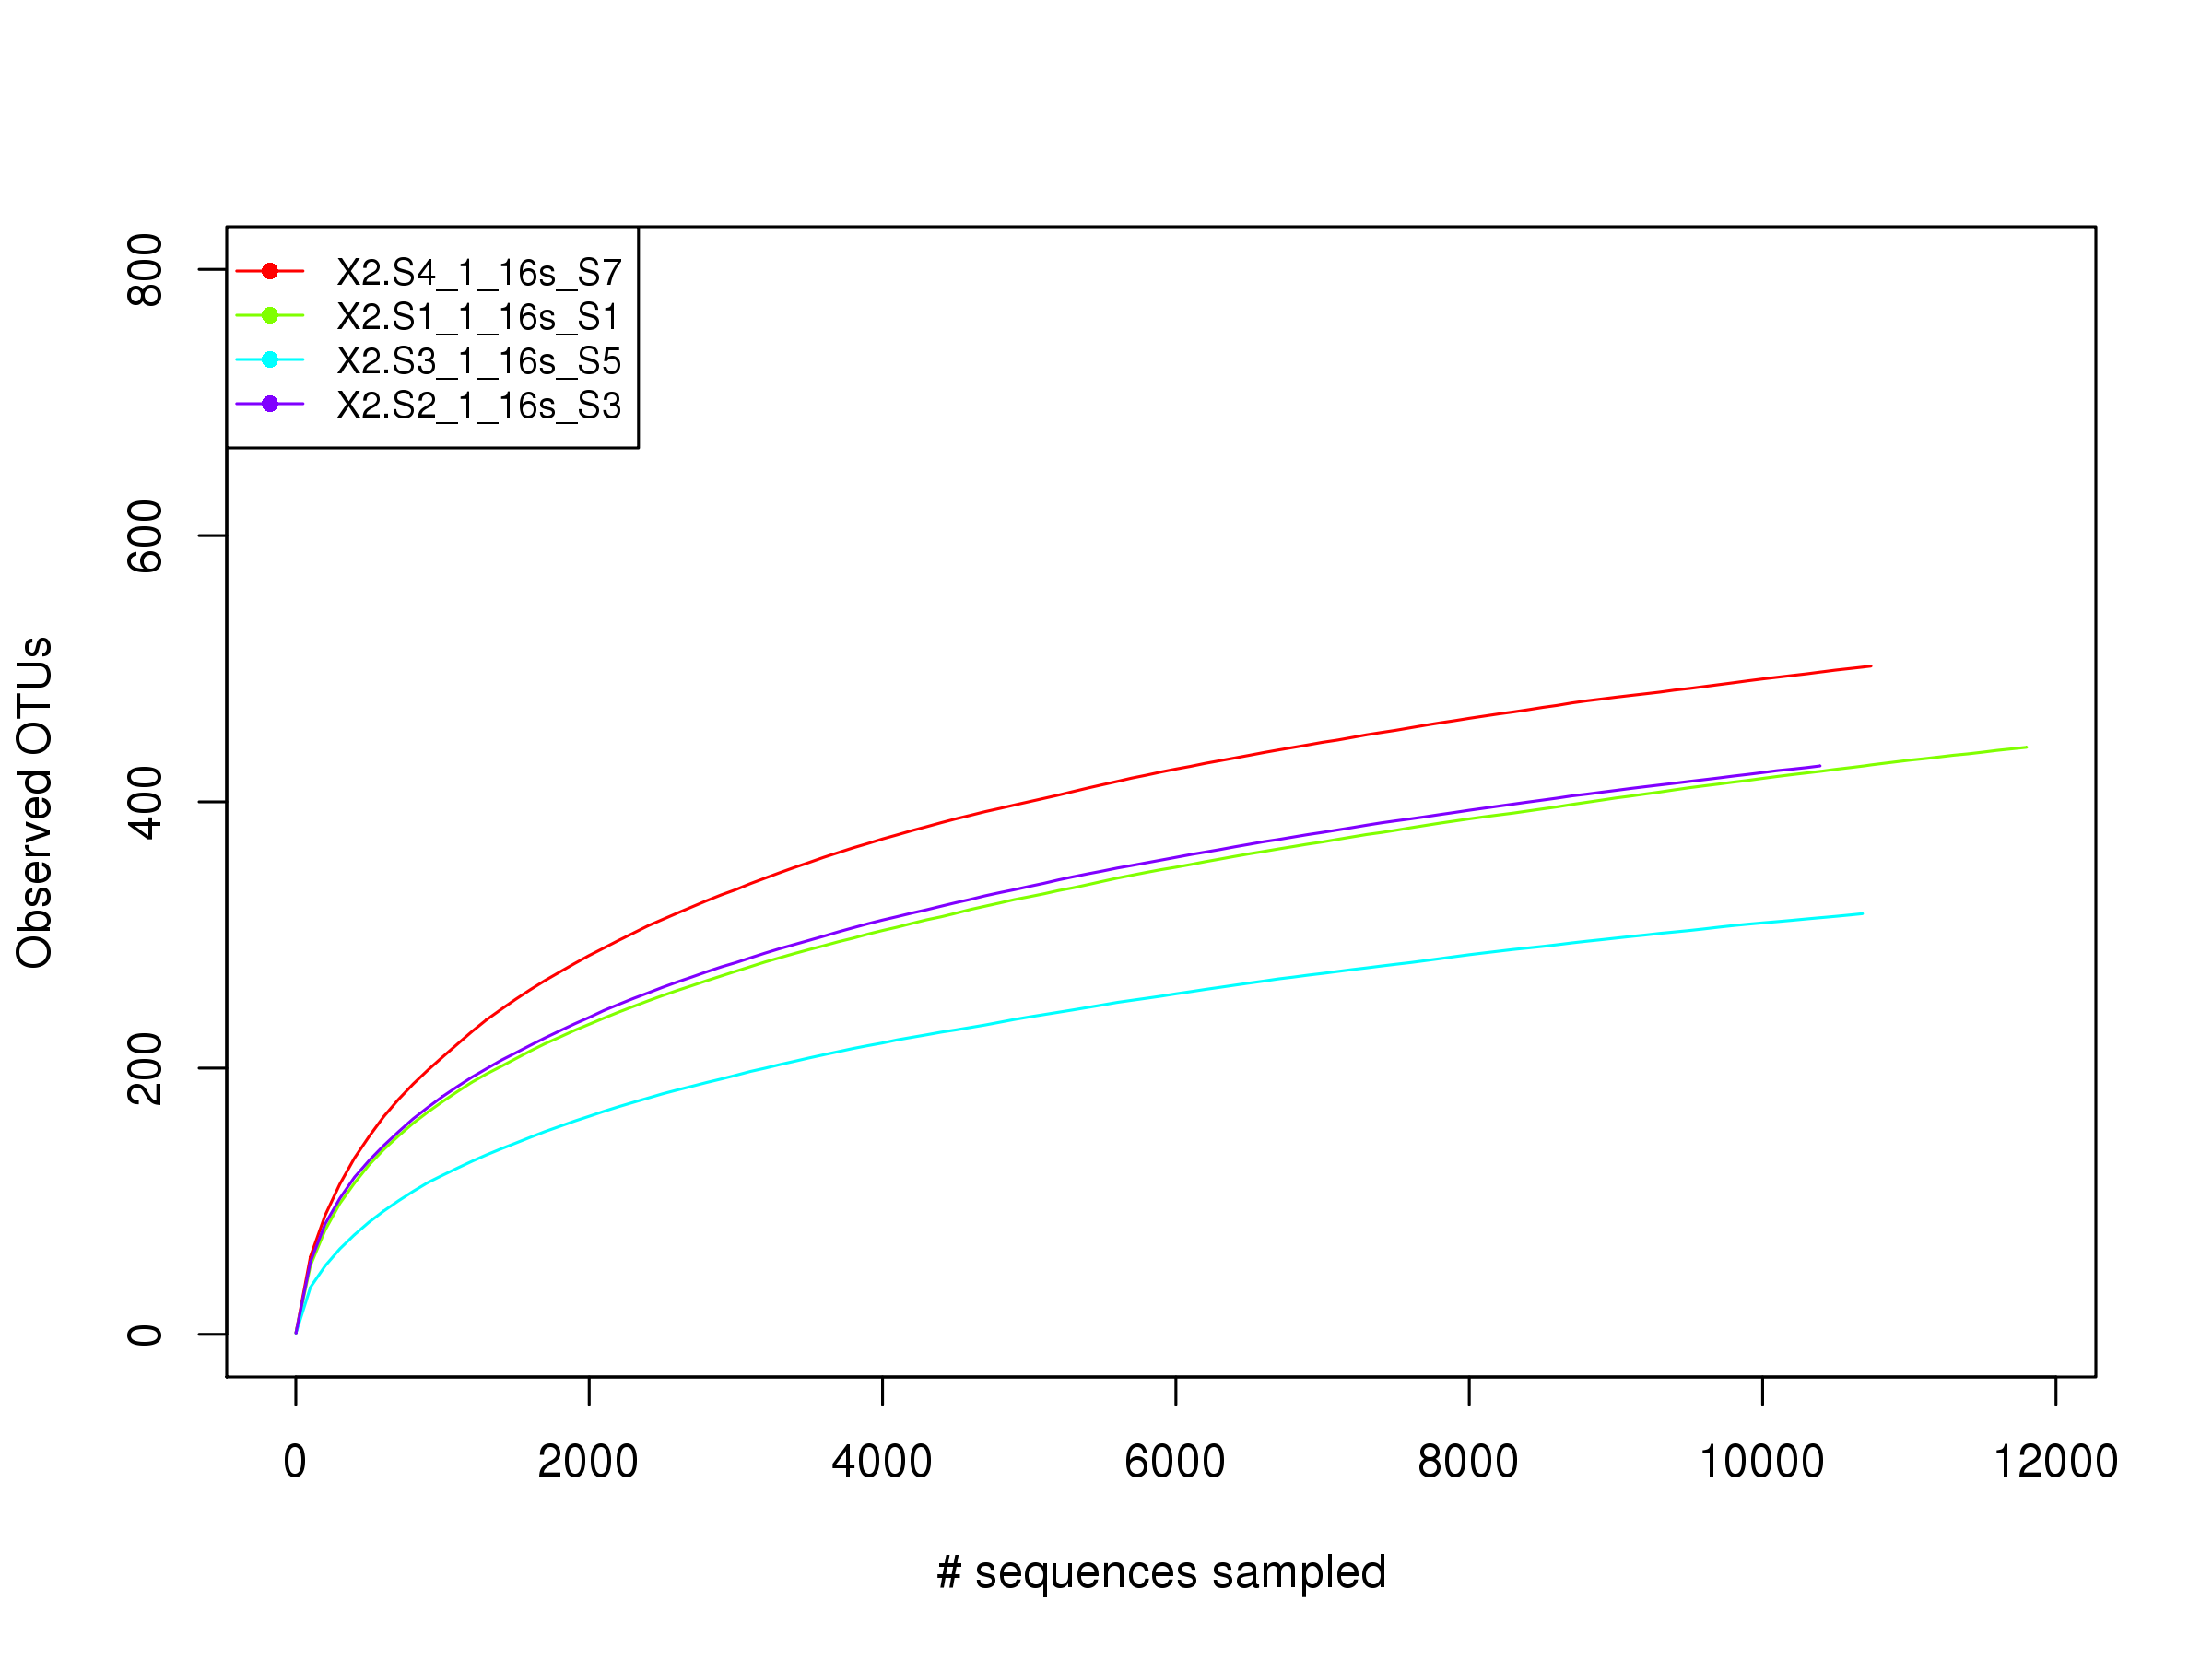 X2.S4_1_16s_S7
X2.S1_1_16s_S1
X2.S3_1_16s_S5
X2.S2_1_16s_S3
Observed OTUs
800
600
400
200
0
0 2000 4000 6000 8000 10000 12000
# sequences sampled